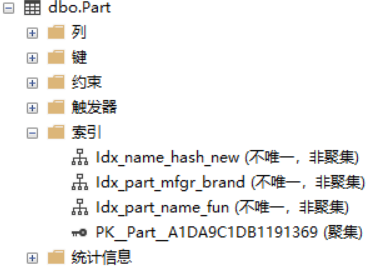 dbo.Part
列
键
约束
触发器
索引
Idx_name_hash_new (不唯一，非聚集)
Idx_part_mfgr_brand (不唯一，非聚集)
Idx_part_name_fun (不唯一，非聚集)
PK__Part__A1DA9C1DB1191369 (聚集)
统计信息